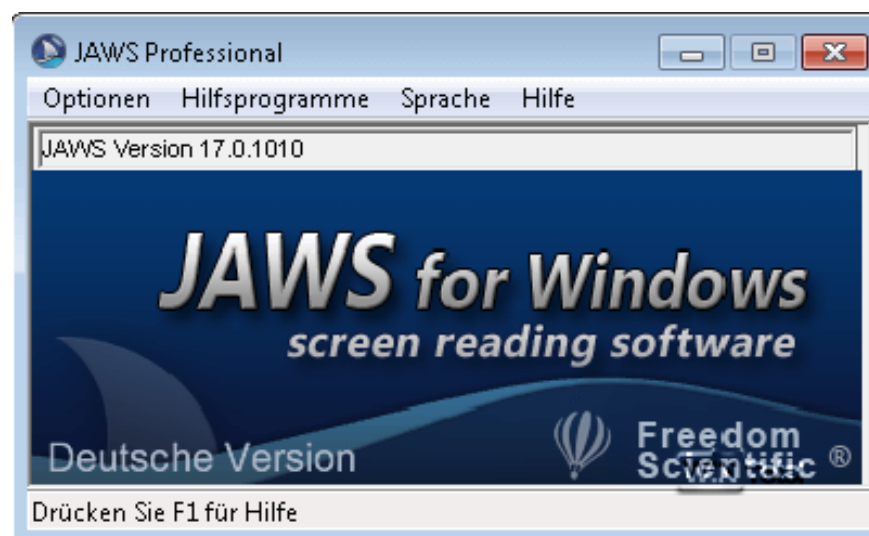 JAWS Professional
Optionen Hilfsprogramme Sprache Hilfe
JAWS Version 17.0.1010
JAWS for Windows
screen reading software
Deutsche Version
Freedom
Scientific ®
Drücken Sie F1 für Hilfe